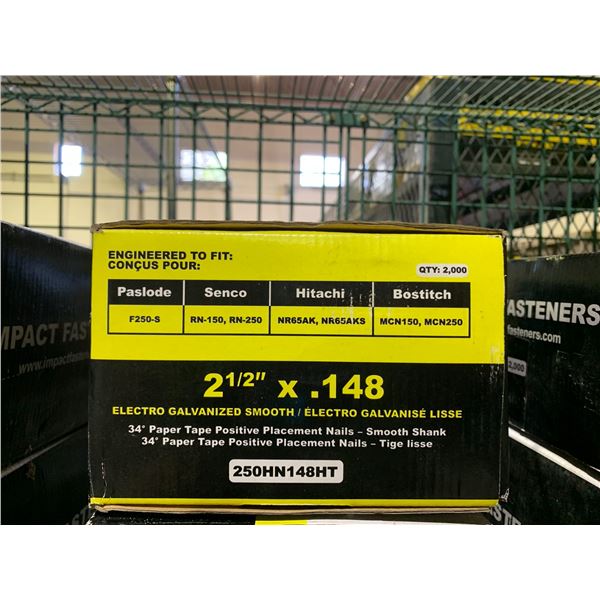 ENGINEERED TO FIT:
CONÇUS POUR:
QTY: 2,000
Paslode Senco Hitachi Bostitch
F250-S RN-150, RN-250 NR65AK, NR65AKS MCN150, MCN250
2 1/2" x .148
ELECTRO GALVANIZED SMOOTH / ÉLECTRO GALVANISÉ LISSE
34° Paper Tape Positive Placement Nails – Smooth Shank
34° Paper Tape Positive Placement Nails – Tige lisse
250HN148HT
IMPACT FAS
www.impactfas
FASTENERS
fasteners.com
2,000